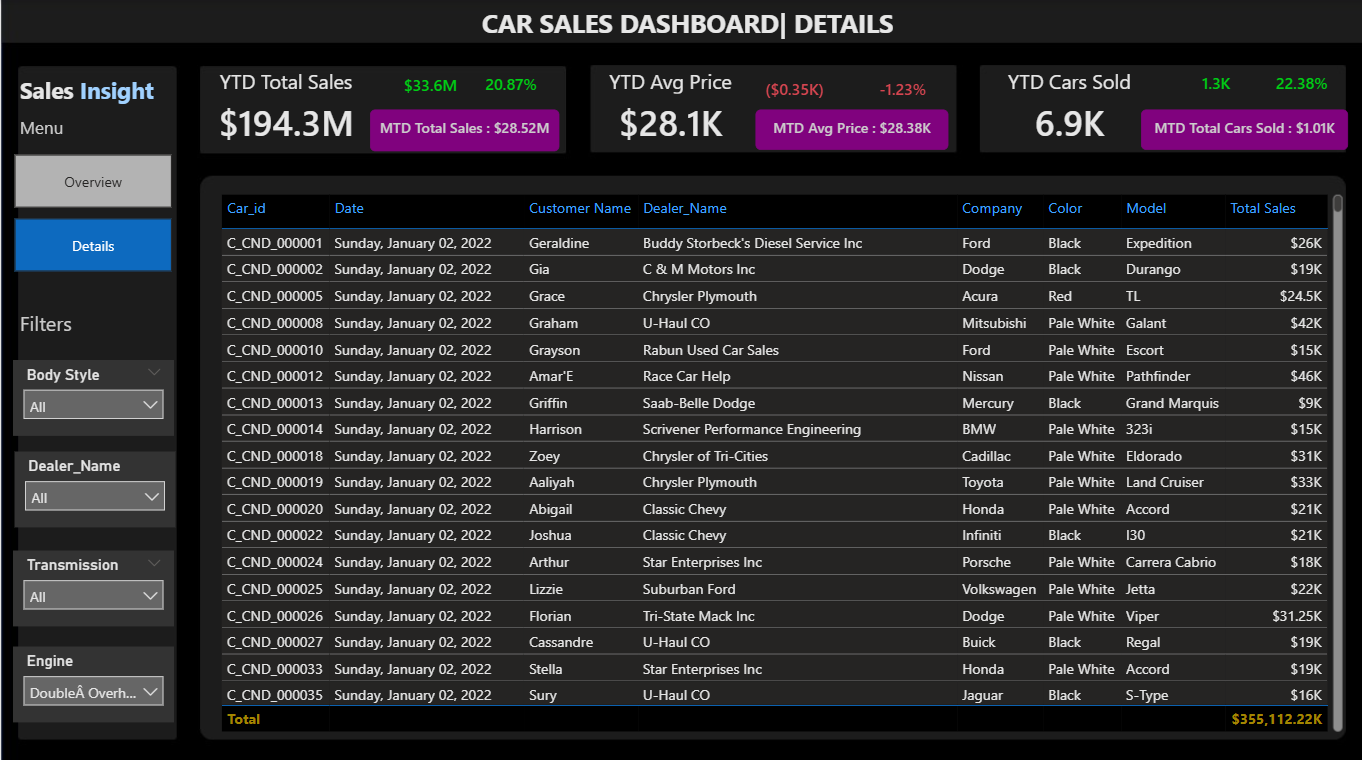 CAR SALES DASHBOARD| DETAILS
Sales Insight
Menu
Overview
Details
Filters
Body Style
All
Dealer_Name
All
Transmission
All
Engine
DoubleÂ Overh...
YTD Total Sales $33.6M 20.87%
$194.3M MTD Total Sales : $28.52M
YTD Avg Price ($0.35K) -1.23%
$28.1K MTD Avg Price : $28.38K
YTD Cars Sold 1.3K 22.38%
6.9K MTD Total Cars Sold : $1.01K
Car_id Date Customer Name Dealer_Name Company Color Model Total Sales
C_CND_000001 Sunday, January 02, 2022 Geraldine Buddy Storbeck's Diesel Service Inc Ford Black Expedition $26K
C_CND_000002 Sunday, January 02, 2022 Gia C & M Motors Inc Dodge Black Durango $19K
C_CND_000005 Sunday, January 02, 2022 Grace Chrysler Plymouth Acura Red TL $24.5K
C_CND_000008 Sunday, January 02, 2022 Graham U-Haul CO Mitsubishi Pale White Galant $42K
C_CND_000010 Sunday, January 02, 2022 Grayson Rabun Used Car Sales Ford Pale White Escort $15K
C_CND_000012 Sunday, January 02, 2022 Amar'E Race Car Help Nissan Pale White Pathfinder $46K
C_CND_000013 Sunday, January 02, 2022 Griffin Saab-Belle Dodge Mercury Black Grand Marquis $9K
C_CND_000014 Sunday, January 02, 2022 Harrison Scrivener Performance Engineering BMW Pale White 323i $15K
C_CND_000018 Sunday, January 02, 2022 Zoey Chrysler of Tri-Cities Cadillac Pale White Eldorado $31K
C_CND_000019 Sunday, January 02, 2022 Aaliyah Chrysler Plymouth Toyota Pale White Land Cruiser $33K
C_CND_000020 Sunday, January 02, 2022 Abigail Classic Chevy Honda Pale White Accord $21K
C_CND_000022 Sunday, January 02, 2022 Joshua Classic Chevy Infiniti Black I30 $21K
C_CND_000024 Sunday, January 02, 2022 Arthur Star Enterprises Inc Porsche Pale White Carrera Cabrio $18K
C_CND_000025 Sunday, January 02, 2022 Lizzie Suburban Ford Volkswagen Pale White Jetta $22K
C_CND_000026 Sunday, January 02, 2022 Florian Tri-State Mack Inc Dodge Pale White Viper $31.25K
C_CND_000027 Sunday, January 02, 2022 Cassandre U-Haul CO Buick Black Regal $19K
C_CND_000033 Sunday, January 02, 2022 Stella Star Enterprises Inc Honda Pale White Accord $19K
C_CND_000035 Sunday, January 02, 2022 Sury U-Haul CO Jaguar Black S-Type $16K
Total $355,112.22K